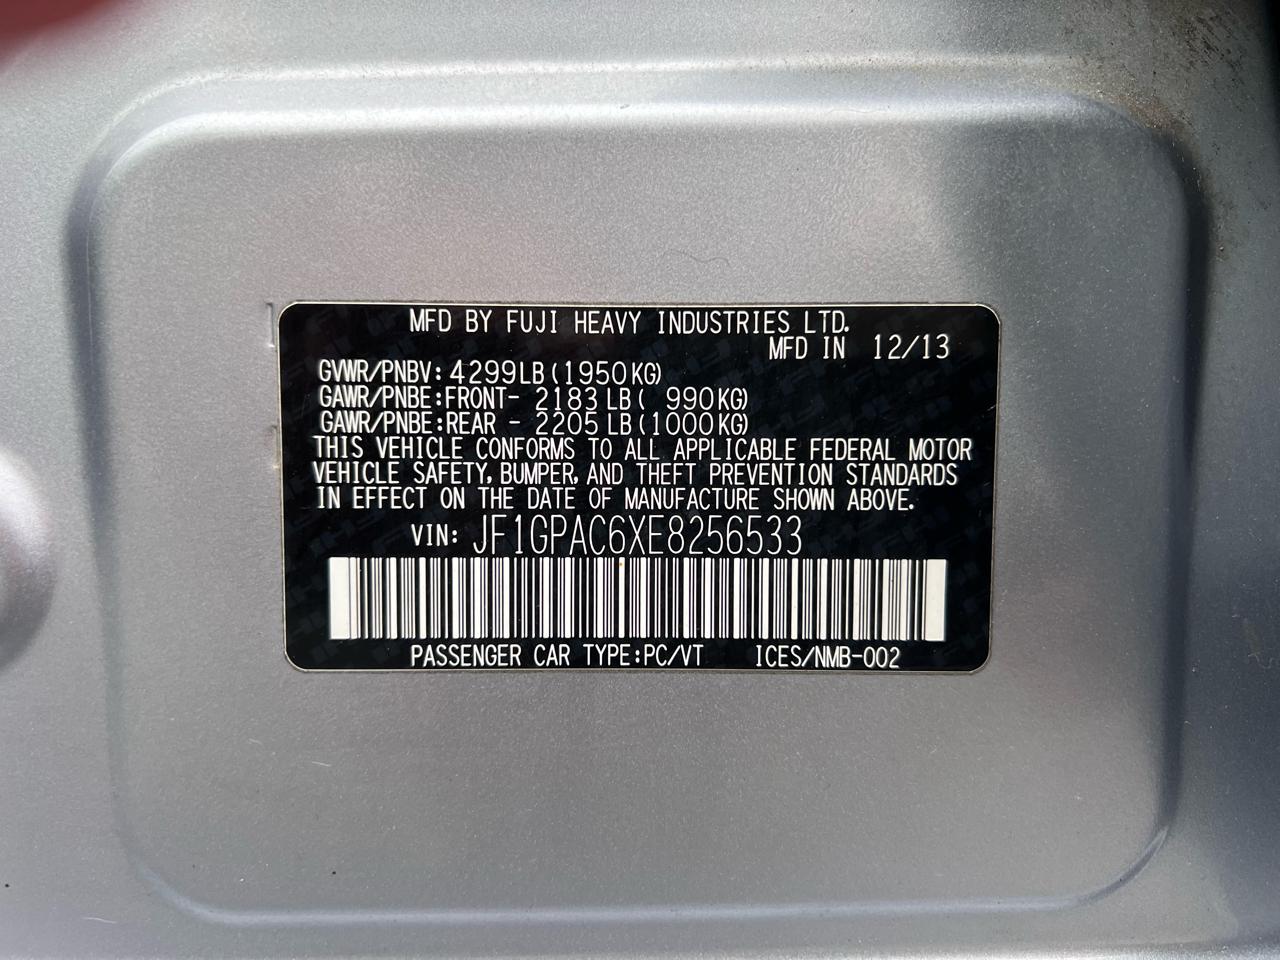 MFD BY FUJI HEAVY INDUSTRIES LTD.
MFD IN 12/13
GVWR/PNBV: 4299LB (1950KG)
GAWR/PNBE: FRONT- 2183 LB ( 990KG)
GAWR/PNBE: REAR - 2205 LB (1000KG)
THIS VEHICLE CONFORMS TO ALL APPLICABLE FEDERAL MOTOR
VEHICLE SAFETY, BUMPER, AND THEFT PREVENTION STANDARDS
IN EFFECT ON THE DATE OF MANUFACTURE SHOWN ABOVE.
VIN: JF1GPAC6XE8256533
PASSENGER CAR TYPE:PC/VT ICES/NMB-002